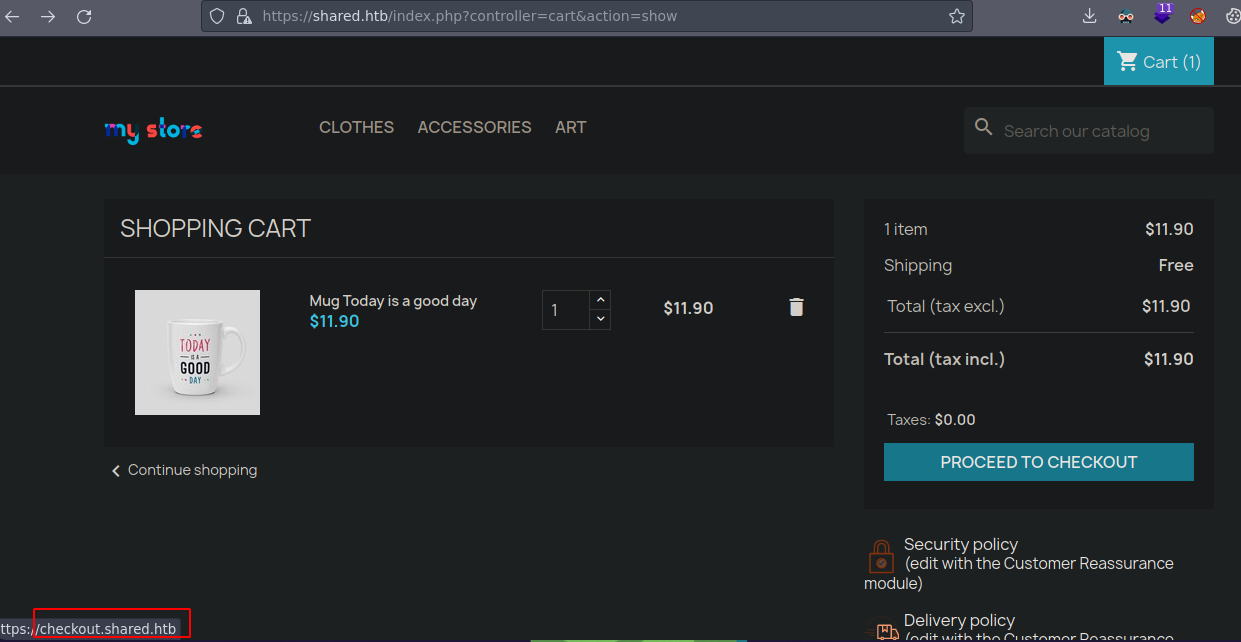 https://shared.htb/index.php?controller=cart&action=show
11
Cart (1)
my store
CLOTHES ACCESSORIES ART
Search our catalog
SHOPPING CART
Mug Today is a good day
$11.90
1
$11.90
TODAY
IS A
GOOD
DAY
Continue shopping
1 item $11.90
Shipping Free
Total (tax excl.) $11.90
Total (tax incl.) $11.90
Taxes: $0.00
PROCEED TO CHECKOUT
Security policy
(edit with the Customer Reassurance
module)
Delivery policy
(edit with the Customer Reassurance
ttps://checkout.shared.htb